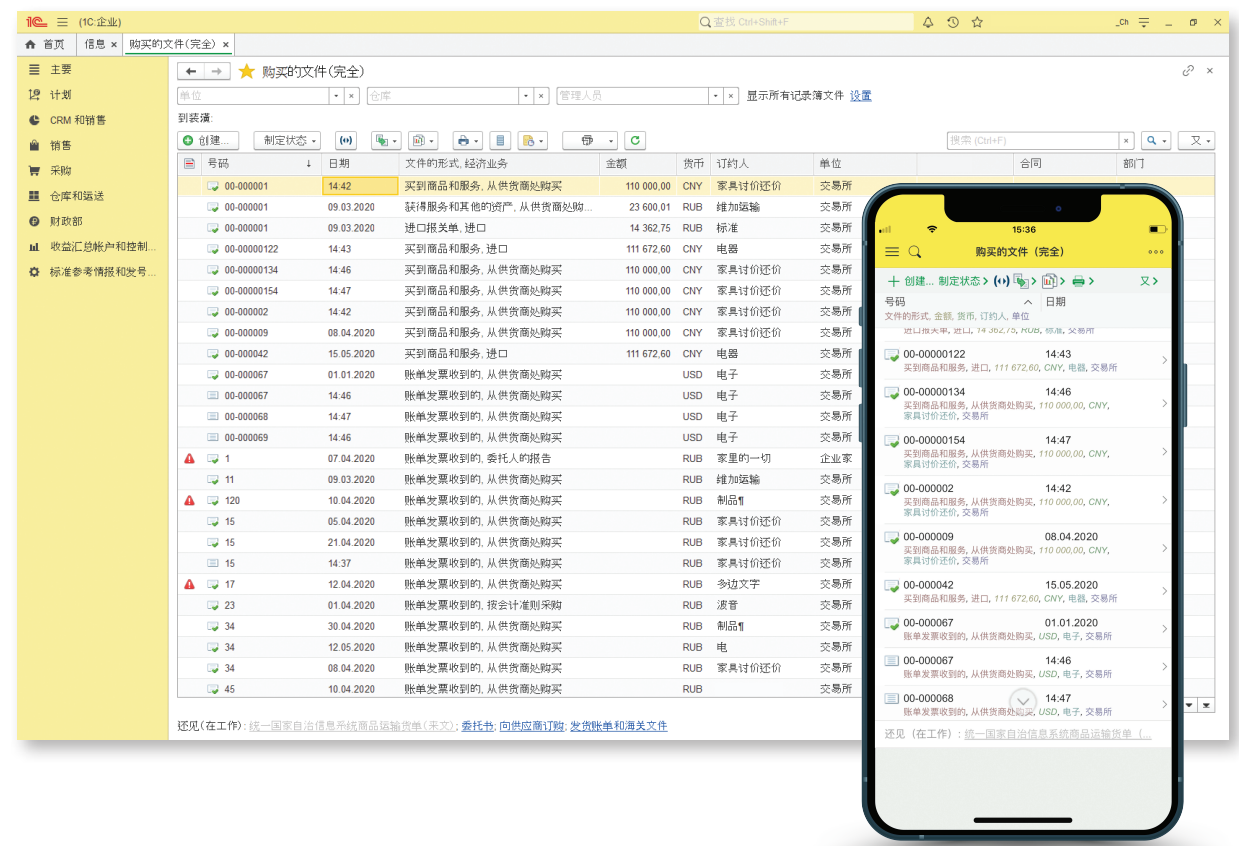 1C (1C:企业) 查找 Ctrl+Shift+F _Ch
首页 信息 × 购买的文件(完全) ×
主要
计划
CRM 和销售
销售
采购
仓库和运送
财政部
收益汇总帐户和控制...
标准参考情报和发号...
购买的文件(完全)
单位 仓库 管理人员 显示所有记录簿文件 设置
到装潢:
创建... 制定状态 搜索 (Ctrl+F) 又
号码 ↓ 日期 文件的形式, 经济业务 金额 货币 订约人 单位 合同 部门
00-000001 14:42 买到商品和服务, 从供货商处购买 110 000,00 CNY 家具讨价还价 交易所
00-000001 09.03.2020 获得服务和其他的资产, 从供货商处购... 23 600,01 RUB 维加运输 交易所
00-000001 09.03.2020 进口报关单, 进口 14 362,75 RUB 标准 交易所
00-00000122 14:43 买到商品和服务, 进口 111 672,60 CNY 电器 交易所
00-00000134 14:46 买到商品和服务, 从供货商处购买 110 000,00 CNY 家具讨价还价 交易所
00-00000154 14:47 买到商品和服务, 从供货商处购买 110 000,00 CNY 家具讨价还价 交易所
00-000002 14:42 买到商品和服务, 从供货商处购买 110 000,00 CNY 家具讨价还价 交易所
00-000009 08.04.2020 买到商品和服务, 从供货商处购买 110 000,00 CNY 家具讨价还价 交易所
00-000042 15.05.2020 买到商品和服务, 进口 111 672,60 CNY 电器 交易所
00-000067 01.01.2020 账单发票收到的, 从供货商处购买 USD 电子 交易所
00-000067 14:46 账单发票收到的, 从供货商处购买 USD 电子 交易所
00-000068 14:47 账单发票收到的, 从供货商处购买 USD 电子 交易所
00-000069 14:46 账单发票收到的, 从供货商处购买 USD 电子 交易所
1 07.04.2020 账单发票收到的, 委托人的报告 RUB 家里的一切 企业家
11 09.03.2020 账单发票收到的, 从供货商处购买 RUB 维加运输 交易所
120 10.04.2020 账单发票收到的, 从供货商处购买 RUB 制品¶ 交易所
15 05.04.2020 账单发票收到的, 从供货商处购买 RUB 家具讨价还价 交易所
15 21.04.2020 账单发票收到的, 从供货商处购买 RUB 家具讨价还价 交易所
15 14:37 账单发票收到的, 从供货商处购买 RUB 家具讨价还价 交易所
17 12.04.2020 账单发票收到的, 从供货商处购买 RUB 多边文字 交易所
23 01.04.2020 账单发票收到的, 按会计准则采购 RUB 波音 交易所
34 30.04.2020 账单发票收到的, 从供货商处购买 RUB 制品¶ 交易所
34 12.05.2020 账单发票收到的, 从供货商处购买 RUB 电 交易所
34 08.04.2020 账单发票收到的, 从供货商处购买 RUB 家具讨价还价 交易所
45 10.04.2020 账单发票收到的, 从供货商处购买 RUB 交易所
还见(在工作): 统一国家自治信息系统商品运输货单(来文); 委托书; 向供应商订购; 发货账单和海关文件
15:36
购买的文件 (完全)
创建... 制定状态 又
号码 日期
文件的形式, 金额, 货币, 订约人, 单位
进口报关单, 进口, 14 362,75, RUB, 标准, 交易所
00-00000122 14:43
买到商品和服务, 进口, 111 672,60, CNY, 电器, 交易所
00-00000134 14:46
买到商品和服务, 从供货商处购买, 110 000,00, CNY,
家具讨价还价, 交易所
00-00000154 14:47
买到商品和服务, 从供货商处购买, 110 000,00, CNY,
家具讨价还价, 交易所
00-000002 14:42
买到商品和服务, 从供货商处购买, 110 000,00, CNY,
家具讨价还价, 交易所
00-000009 08.04.2020
买到商品和服务, 从供货商处购买, 110 000,00, CNY,
家具讨价还价, 交易所
00-000042 15.05.2020
买到商品和服务, 进口, 111 672,60, CNY, 电器, 交易所
00-000067 01.01.2020
账单发票收到的, 从供货商处购买, USD, 电子, 交易所
00-000067 14:46
账单发票收到的, 从供货商处购买, USD, 电子, 交易所
00-000068 14:47
账单发票收到的, 从供货商处购买, USD, 电子, 交易所
还见 (在工作) : 统一国家自治信息系统商品运输货单 (...